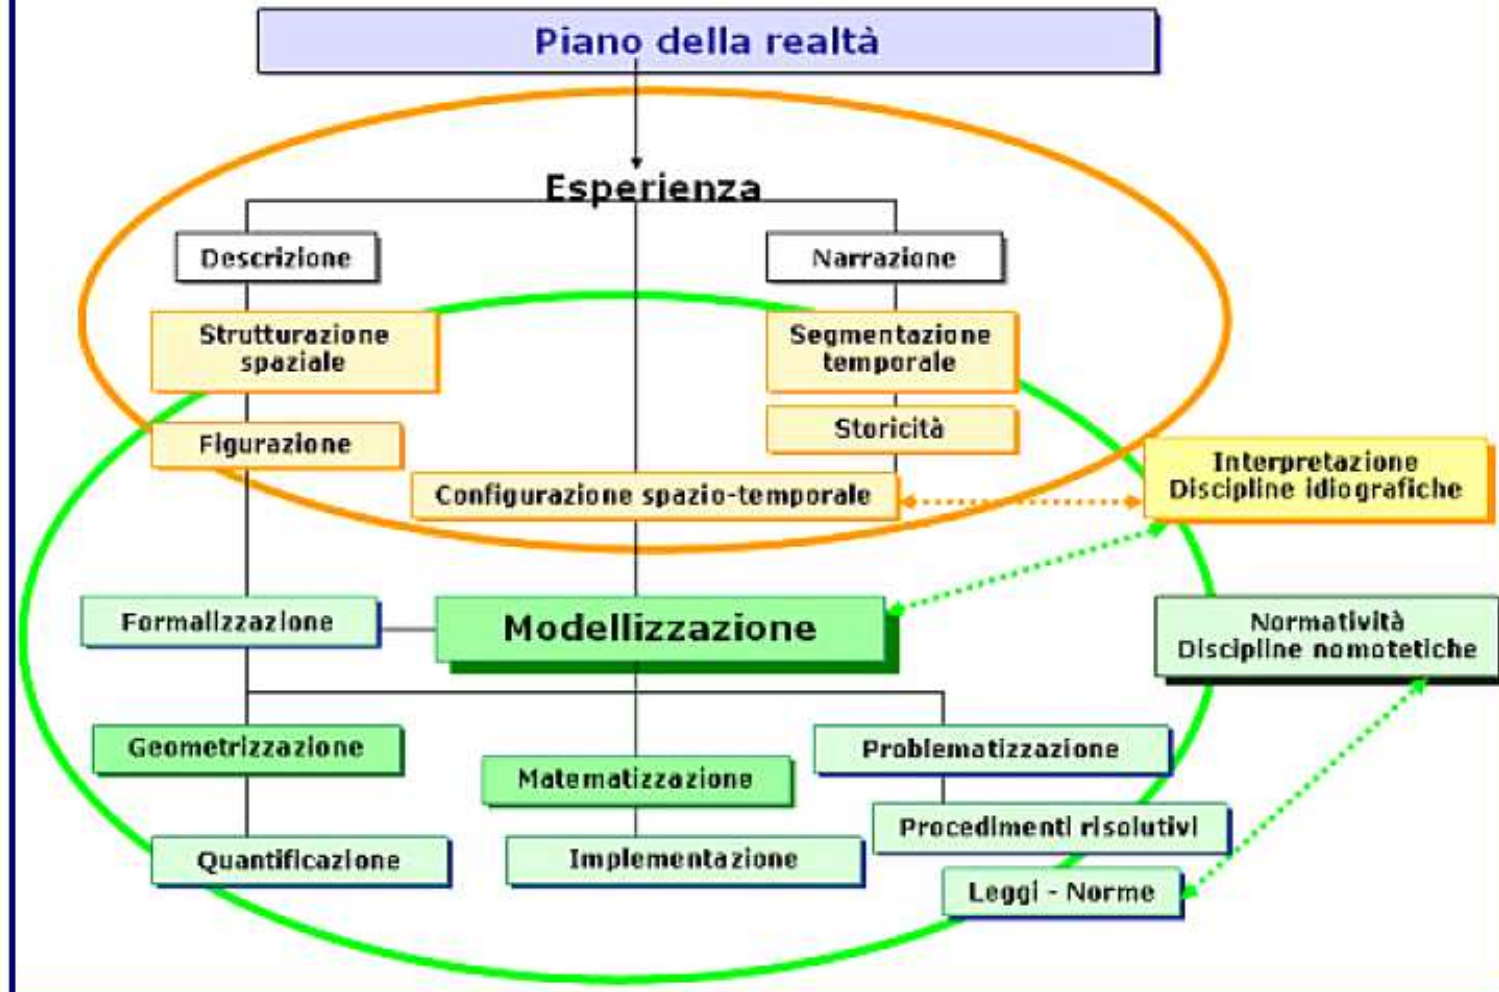 Piano della realtà
Esperienza
Descrizione
Narrazione
Strutturazione
spaziale
Segmentazione
temporale
Figurazione
Storicità
Configurazione spazio-temporale
Interpretazione
Discipline idiografiche
Formalizzazione
Modellizzazione
Normatività
Discipline nomotetiche
Geometrizzazione
Matematizzazione
Problematizzazione
Procedimenti risolutivi
Quantificazione
Implementazione
Leggi - Norme